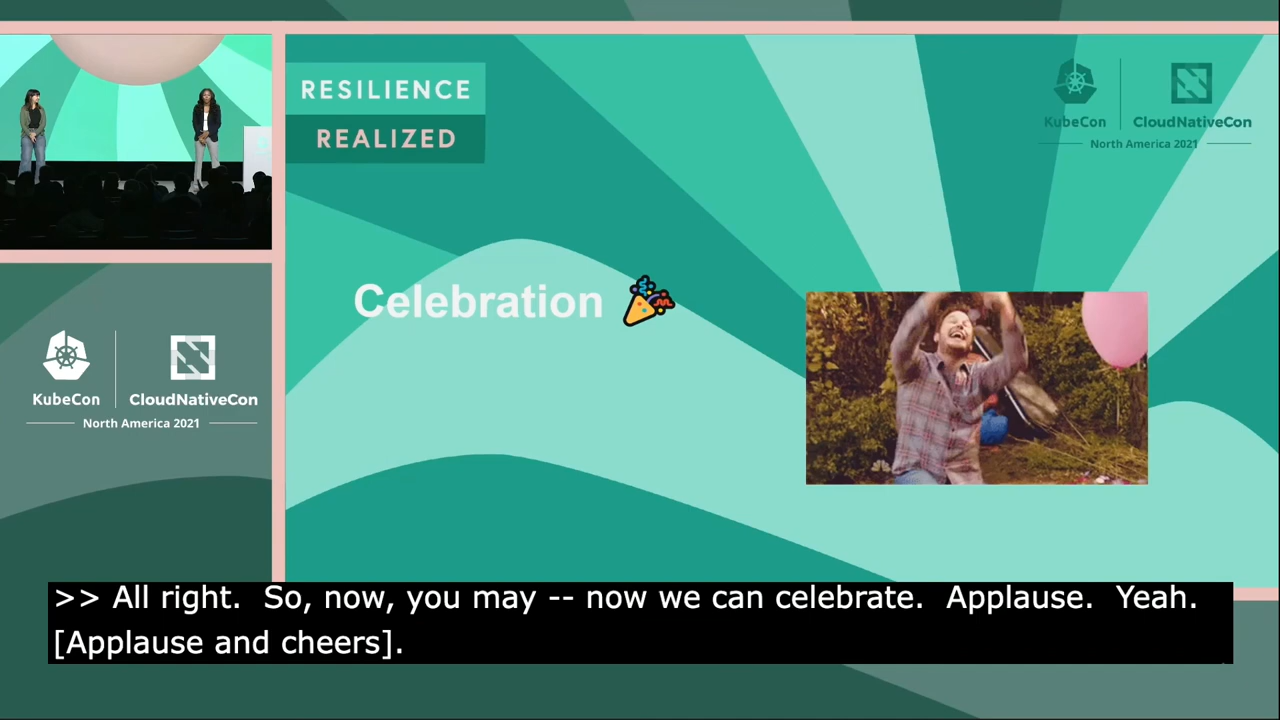 RESILIENCE
REALIZED
KubeCon
CloudNativeCon
North America 2021
Celebration
KubeCon
CloudNativeCon
North America 2021
>> All right.  So, now, you may -- now we can celebrate.  Applause.  Yeah.
[Applause and cheers].